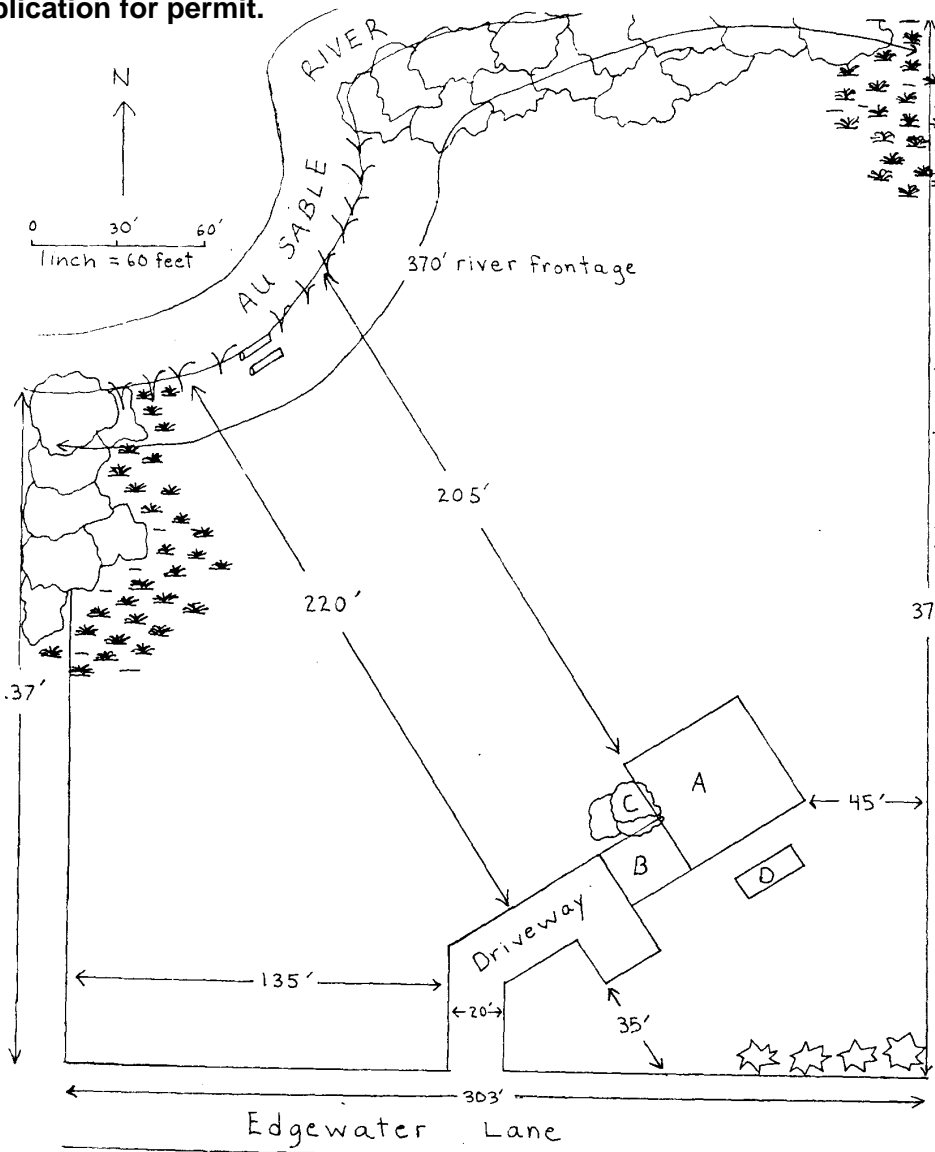 plication for permit.
N
RIVER
AU SABLE
0 30′ 60′
1 inch = 60 feet
370′ river frontage
205′
220′
37
.37′
A
C
45′
B
D
Driveway
135′
20′
35′
303′
Edgewater Lane